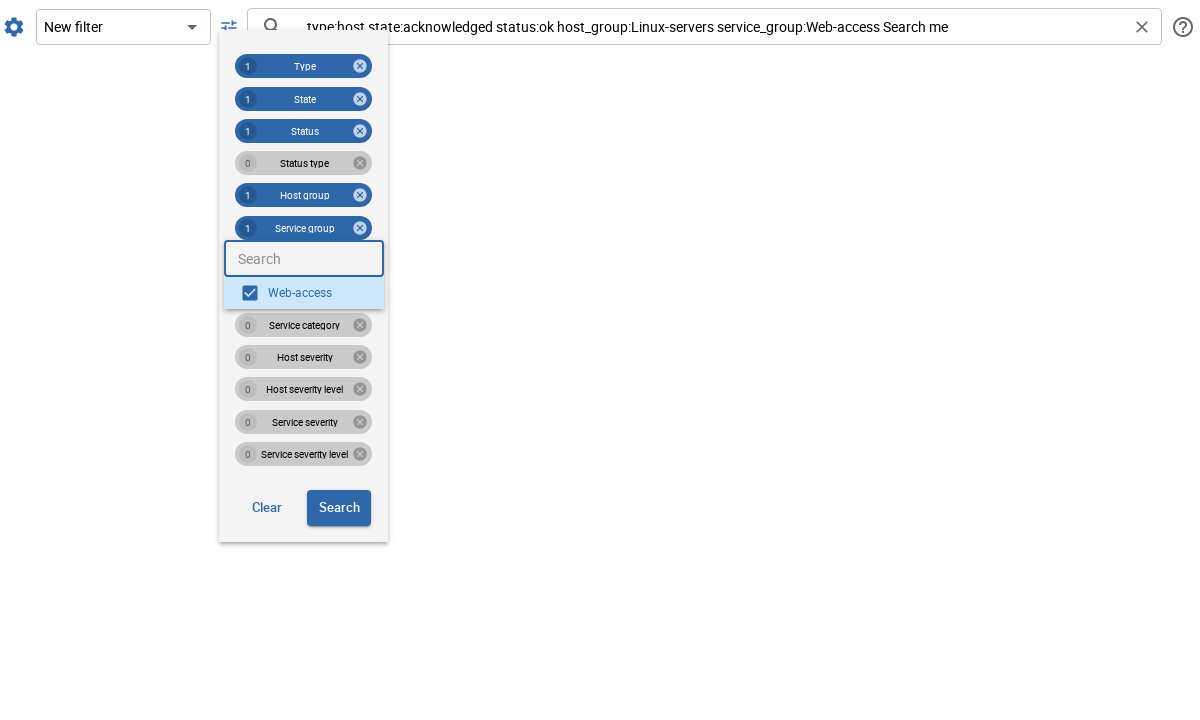 New filter
type:host state:acknowledged status:ok host_group:Linux-servers service_group:Web-access Search me
1 Type
1 State
1 Status
0 Status type
1 Host group
1 Service group
Search
Web-access
0 Service category
0 Host severity
0 Host severity level
0 Service severity
0 Service severity level
Clear Search